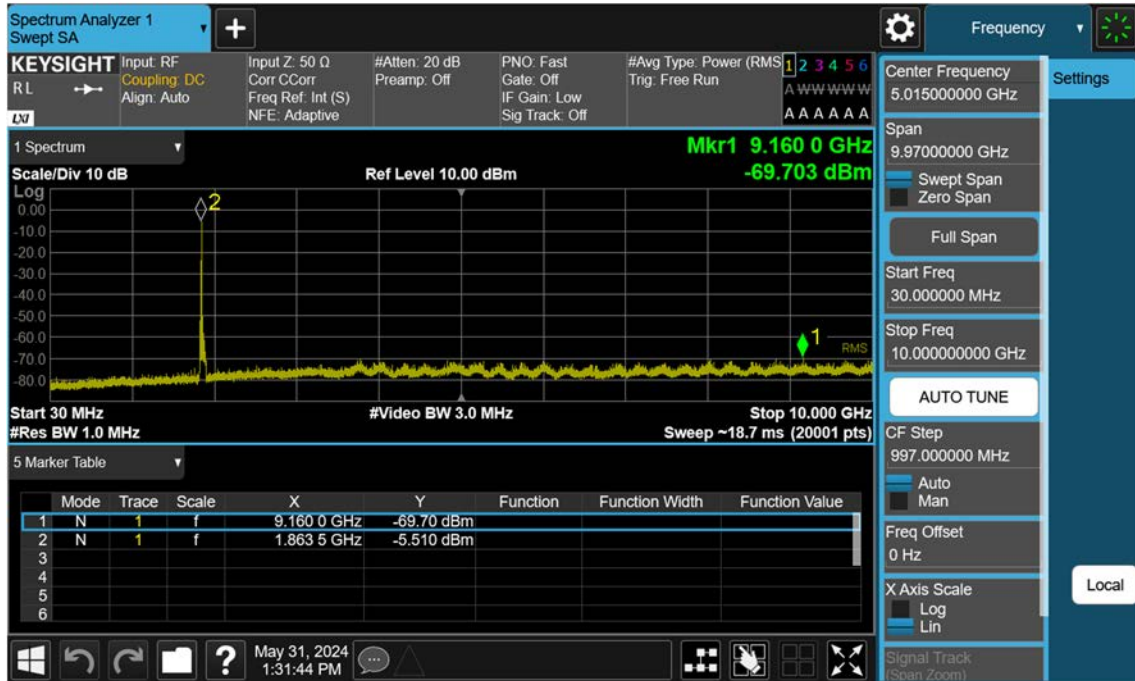 Spectrum Analyzer 1
Swept SA
Frequency
KEYSIGHT
R L
LXI
Input: RF
Coupling: DC
Align: Auto
Input Z: 50 Ω
Corr CCorr
Freq Ref: Int (S)
NFE: Adaptive
#Atten: 20 dB
Preamp: Off
PNO: Fast
Gate: Off
IF Gain: Low
Sig Track: Off
#Avg Type: Power (RMS
Trig: Free Run
1 2 3 4 5 6
A W W W W W
A A A A A A
1 Spectrum
Mkr1 9.160 0 GHz
Scale/Div 10 dB
Ref Level 10.00 dBm
-69.703 dBm
Log
0.00
-10.0
-20.0
-30.0
-40.0
-50.0
-60.0
-70.0
-80.0
2
1
RMS
Start 30 MHz
#Video BW 3.0 MHz
Stop 10.000 GHz
#Res BW 1.0 MHz
Sweep ~18.7 ms (20001 pts)
5 Marker Table
Mode Trace Scale X Y Function Function Width Function Value
1 N 1 f 9.160 0 GHz -69.70 dBm
2 N 1 f 1.863 5 GHz -5.510 dBm
3
4
5
6
?
May 31, 2024
1:31:44 PM
Center Frequency
5.015000000 GHz
Span
9.97000000 GHz
Swept Span
Zero Span
Full Span
Start Freq
30.000000 MHz
Stop Freq
10.000000000 GHz
AUTO TUNE
CF Step
997.000000 MHz
Auto
Man
Freq Offset
0 Hz
X Axis Scale
Log
Lin
Signal Track
(Span Zoom)
Settings
Local